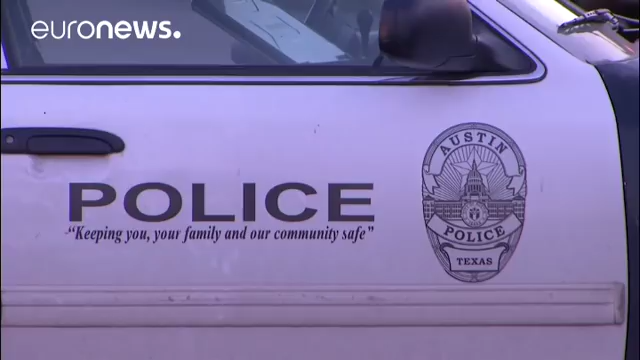 euronews.
POLICE
"Keeping you, your family and our community safe"
AUSTIN
POLICE
TEXAS